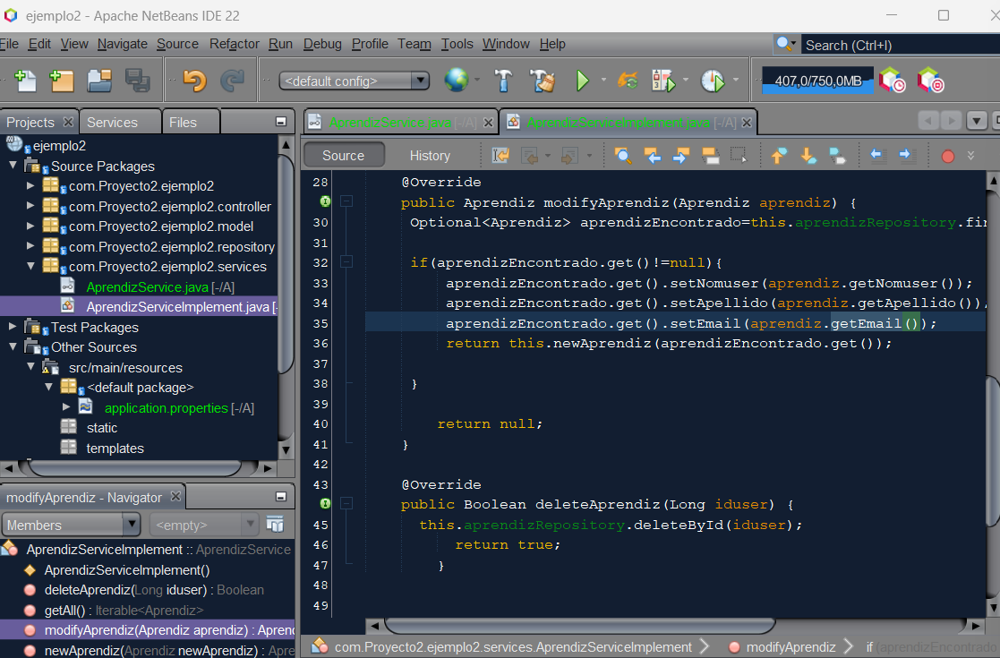 ejemplo2 - Apache NetBeans IDE 22
File Edit View Navigate Source Refactor Run Debug Profile Team Tools Window Help
Search (Ctrl+I)
<default config>
407,0/750,0MB
Projects Services Files
ejemplo2
Source Packages
com.Proyecto2.ejemplo2
com.Proyecto2.ejemplo2.controller
com.Proyecto2.ejemplo2.model
com.Proyecto2.ejemplo2.repository
com.Proyecto2.ejemplo2.services
AprendizService.java [-/A]
AprendizServiceImplement.java [-
Test Packages
Other Sources
src/main/resources
<default package>
application.properties [-/A]
static
templates
modifyAprendiz - Navigator
Members <empty>
AprendizServiceImplement :: AprendizService
AprendizServiceImplement()
deleteAprendiz(Long iduser) : Boolean
getAll() : Iterable<Aprendiz>
modifyAprendiz(Aprendiz aprendiz) : Aprend
newAprendiz(Aprendiz newAprendiz) : Apre
AprendizService.java [-/A] AprendizServiceImplement.java [-/A]
Source History
28 @Override
public Aprendiz modifyAprendiz(Aprendiz aprendiz) {
30 Optional<Aprendiz> aprendizEncontrado=this.aprendizRepository.fin
31
32 if(aprendizEncontrado.get()!=null){
33 aprendizEncontrado.get().setNomuser(aprendiz.getNomuser());
34 aprendizEncontrado.get().setApellido(aprendiz.getApellido());
35 aprendizEncontrado.get().setEmail(aprendiz.getEmail());
36 return this.newAprendiz(aprendizEncontrado.get());
37
38 }
39
40 return null;
41 }
42
43 @Override
public Boolean deleteAprendiz(Long iduser) {
45 this.aprendizRepository.deleteById(iduser);
46 return true;
47 }
48
49
com.Proyecto2.ejemplo2.services.AprendizServiceImplement modifyAprendiz if (aprendizEncontrado